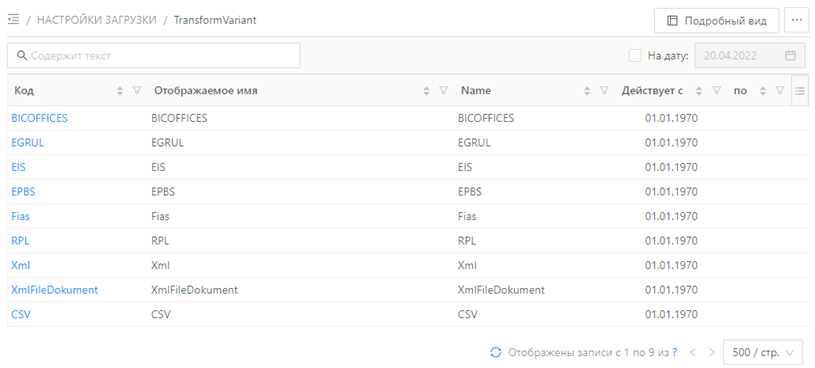 / НАСТРОЙКИ ЗАГРУЗКИ / TransformVariant Подробный вид ...
Содержит текст На дату: 20.04.2022
Код Отображаемое имя Name Действует с по
BICOFFICES BICOFFICES BICOFFICES 01.01.1970
EGRUL EGRUL EGRUL 01.01.1970
EIS EIS EIS 01.01.1970
EPBS EPBS EPBS 01.01.1970
Fias Fias Fias 01.01.1970
RPL RPL RPL 01.01.1970
Xml Xml Xml 01.01.1970
XmlFileDokument XmlFileDokument XmlFileDokument 01.01.1970
CSV CSV CSV 01.01.1970
Отображены записи с 1 по 9 из ? < > 500 / стр.